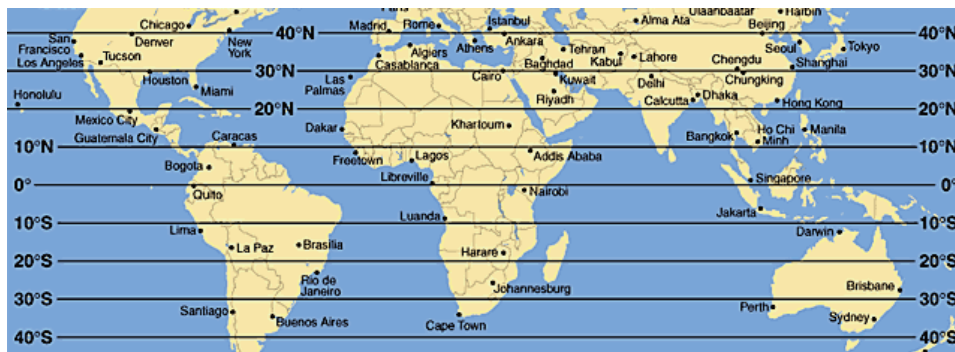 Chicago
Madrid
Rome
Istanbul
Alma Ata
Ulaanbaatar
Harbin
Beijing
40°N
40°N
San
Francisco
Denver
New
York
Algiers
Athens
Ankara
Tehran
Kabul
Lahore
Chengdu
Seoul
Tokyo
Los Angeles
Tucson
Casablanca
Baghdad
Shanghai
30°N
30°N
Houston
Miami
Las
Palmas
Cairo
Kuwait
Delhi
Chungking
Honolulu
Riyadh
Calcutta
Dhaka
Hong Kong
20°N
20°N
Mexico City
Guatemala City
Caracas
Dakar
Khartoum
Bangkok
Ho Chi
Minh
Manila
10°N
10°N
Bogota
Freetown
Lagos
Addis Ababa
Libreville
Singapore
0°
0°
Quito
Nairobi
Luanda
Jakarta
10°S
10°S
Lima
La Paz
Brasilia
Harare
Darwin
20°S
20°S
Rio de
Janeiro
Johannesburg
Brisbane
30°S
30°S
Santiago
Buenos Aires
Cape Town
Perth
Sydney
40°S
40°S